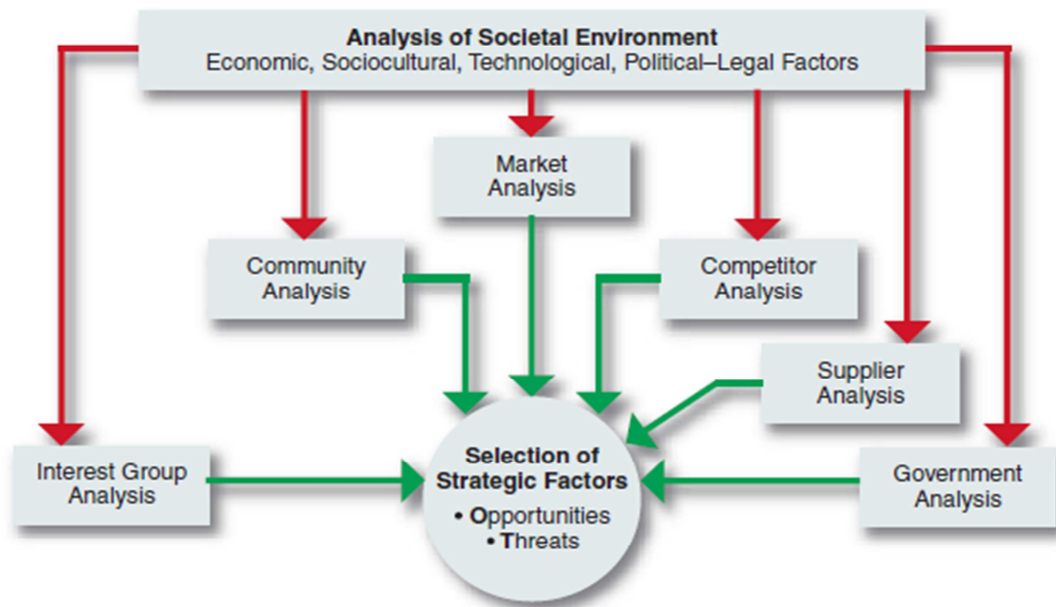 Analysis of Societal Environment
Economic, Sociocultural, Technological, Political–Legal Factors
Market
Analysis
Community
Analysis
Competitor
Analysis
Supplier
Analysis
Interest Group
Analysis
Selection of
Strategic Factors
• Opportunities
• Threats
Government
Analysis